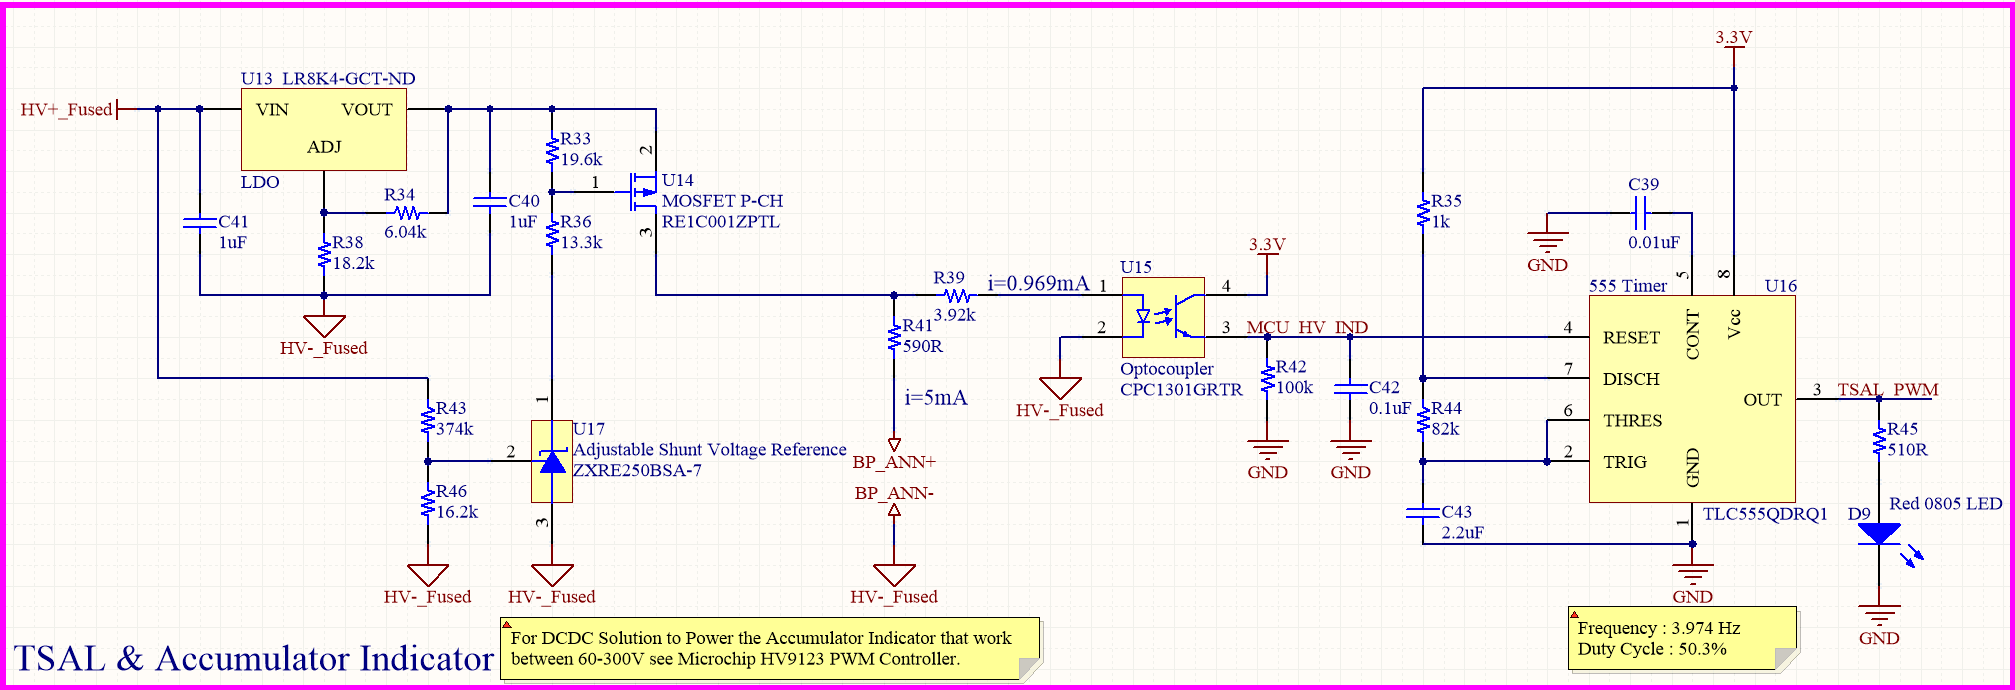 U13 LR8K4-GCT-ND
HV+_Fused
VIN
VOUT
ADJ
LDO
R34
6.04k
R38
18.2k
C41
1uF
C40
1uF
HV-_Fused
R33
19.6k
R36
13.3k
1
2
3
U14
MOSFET P-CH
RE1C001ZPTL
R43
374k
R46
16.2k
HV-_Fused
1
2
3
U17
Adjustable Shunt Voltage Reference
ZXRE250BSA-7
HV-_Fused
R39
3.92k
i=0.969mA
R41
590R
i=5mA
BP_ANN+
BP_ANN-
HV-_Fused
U15
1
2
4
3
Optocoupler
CPC1301GRTR
HV-_Fused
3.3V
MCU_HV_IND
R42
100k
GND
C42
0.1uF
GND
3.3V
R35
1k
C39
0.01uF
GND
R44
82k
C43
2.2uF
555 Timer
U16
5
8
4
7
6
2
1
3
RESET
DISCH
THRES
TRIG
CONT
Vcc
GND
OUT
TLC555QDRQ1
GND
TSAL_PWM
R45
510R
D9
Red 0805 LED
GND
TSAL & Accumulator Indicator
For DCDC Solution to Power the Accumulator Indicator that work
between 60-300V see Microchip HV9123 PWM Controller.
Frequency : 3.974 Hz
Duty Cycle : 50.3%